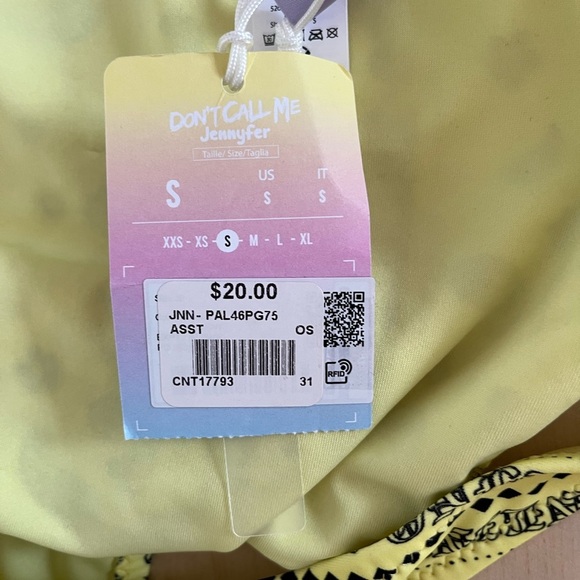 S
DON'T CALL ME
Jennyfer
Taille/ Size/Taglia
US IT
S S S
XXS - XS - S - M - L - XL
$20.00
JNN- PAL46PG75
ASST OS
CNT17793 31
RFID